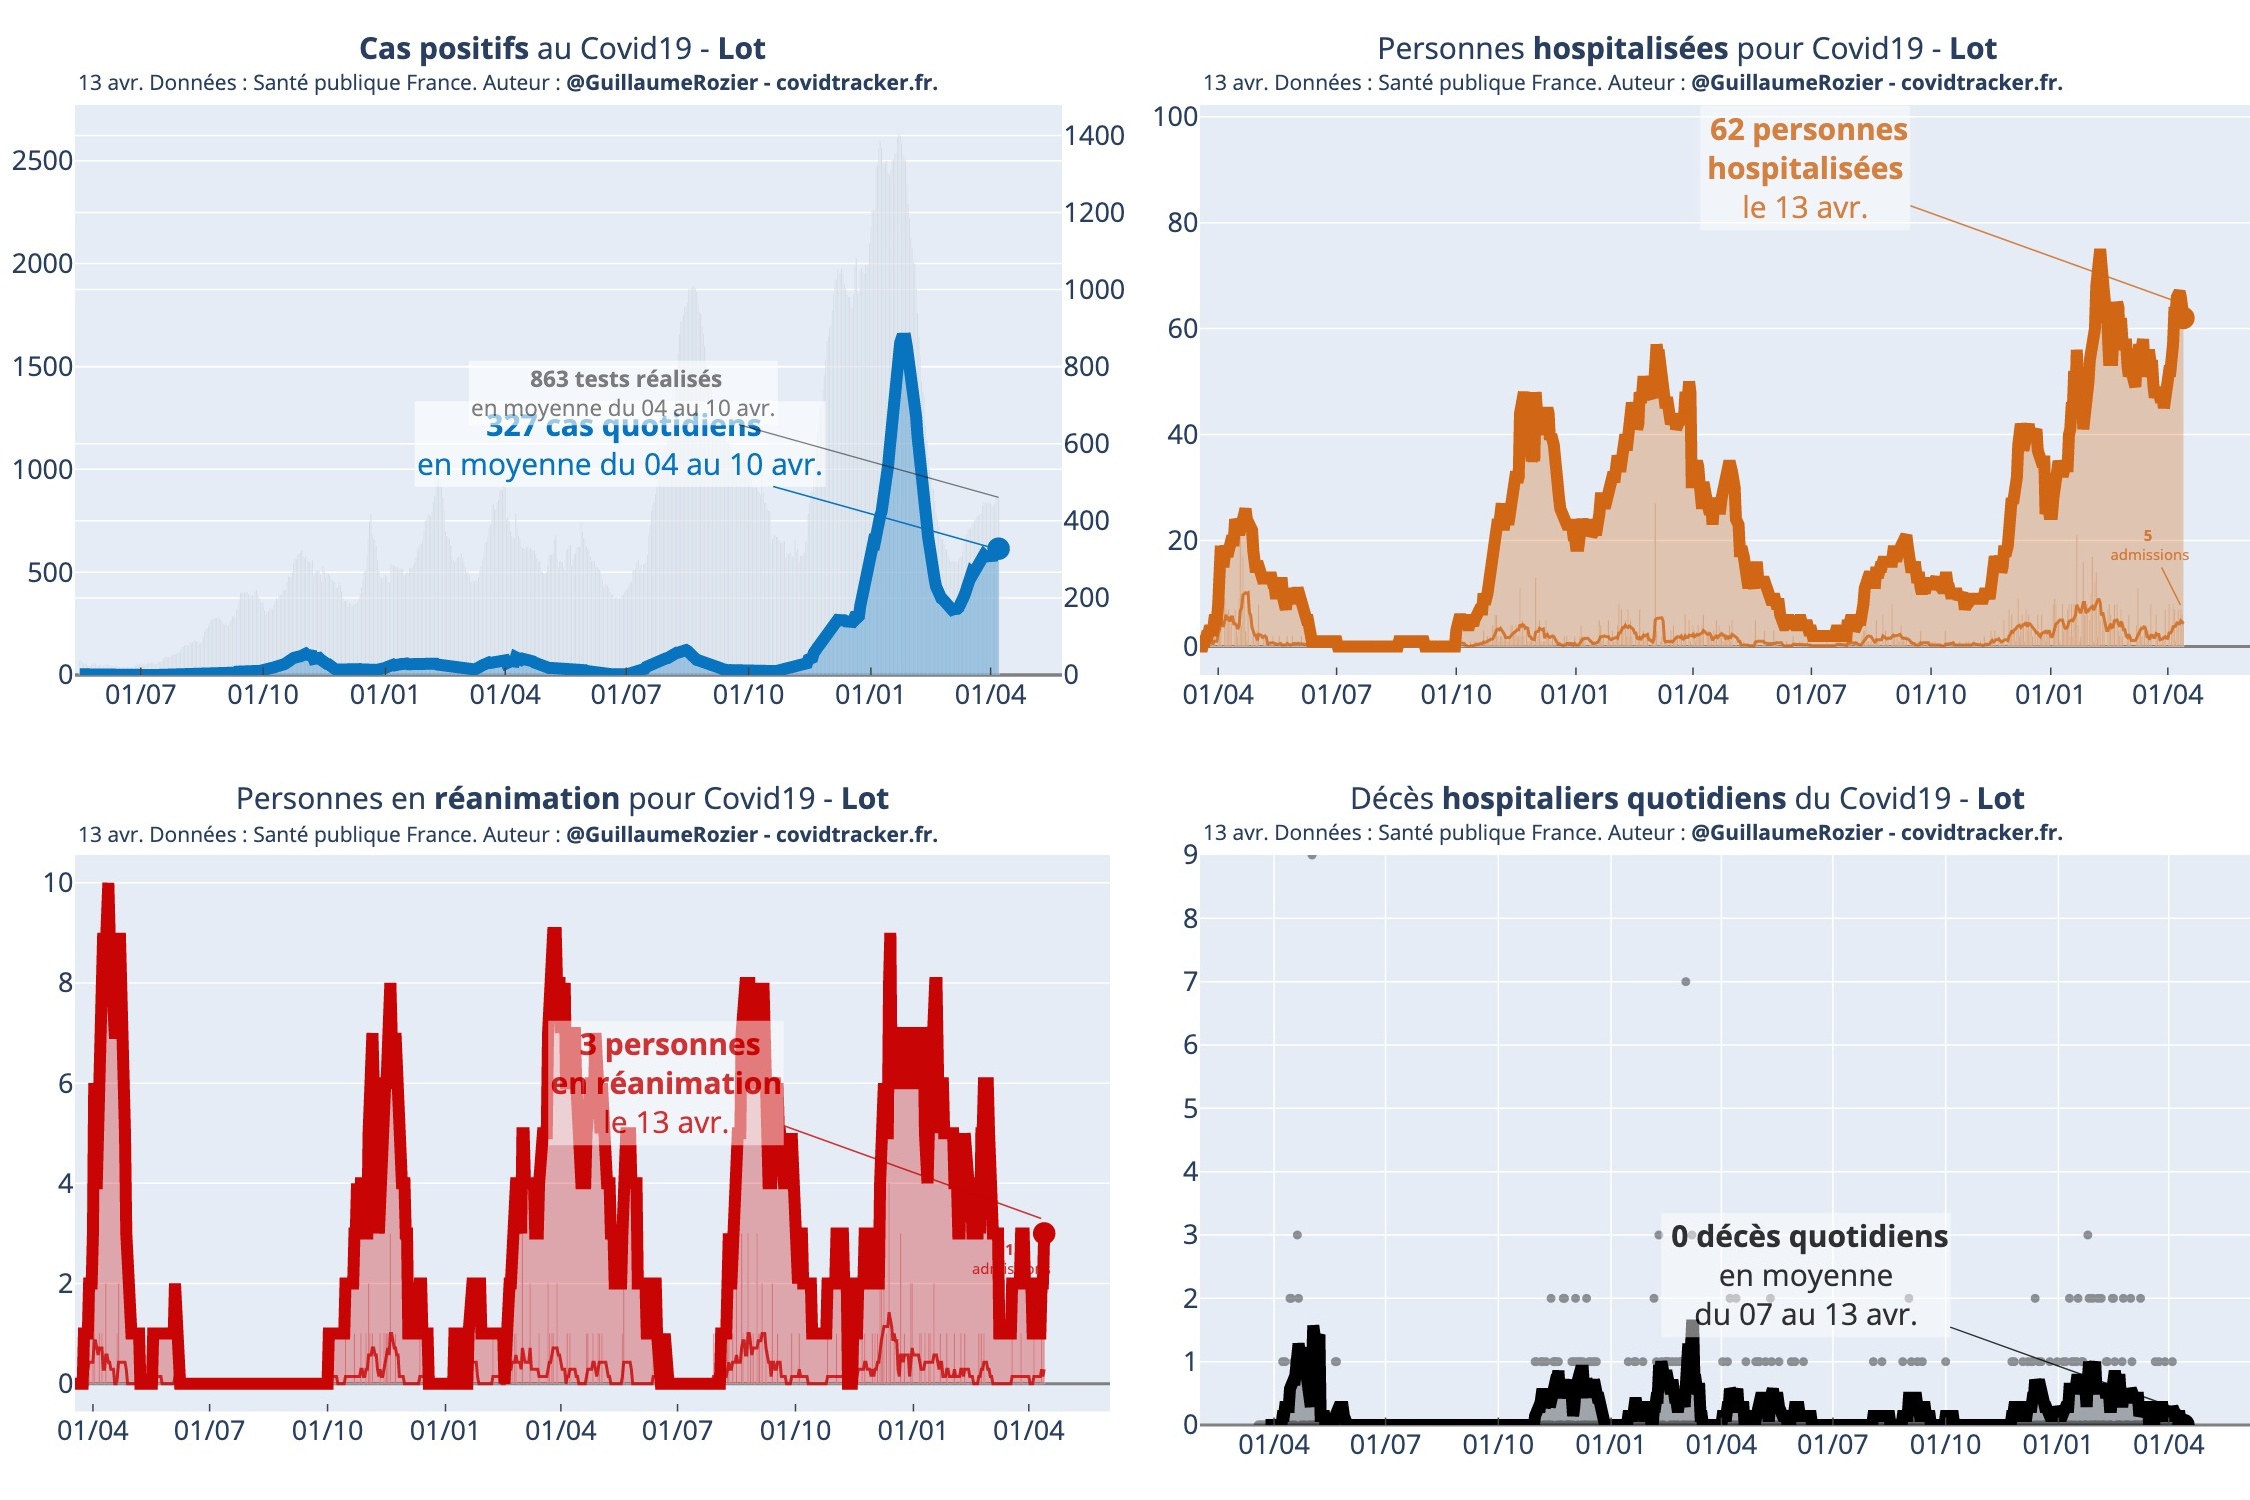 Cas positifs au Covid19 - Lot
13 avr. Données : Santé publique France. Auteur : @GuillaumeRozier - covidtracker.fr.
2500
2000
1500
1000
500
0
1400
1200
1000
800
600
400
200
0
863 tests réalisés
en moyenne du 04 au 10 avr.
327 cas quotidiens
en moyenne du 04 au 10 avr.
01/07 01/10 01/01 01/04 01/07 01/10 01/01 01/04
Personnes hospitalisées pour Covid19 - Lot
13 avr. Données : Santé publique France. Auteur : @GuillaumeRozier - covidtracker.fr.
100
80
60
40
20
0
62 personnes
hospitalisées
le 13 avr.
5
admissions
01/04 01/07 01/10 01/01 01/04 01/07 01/10 01/01 01/04
Personnes en réanimation pour Covid19 - Lot
13 avr. Données : Santé publique France. Auteur : @GuillaumeRozier - covidtracker.fr.
10
8
6
4
2
0
3 personnes
en réanimation
le 13 avr.
1
admissions
01/04 01/07 01/10 01/01 01/04 01/07 01/10 01/01 01/04
Décès hospitaliers quotidiens du Covid19 - Lot
13 avr. Données : Santé publique France. Auteur : @GuillaumeRozier - covidtracker.fr.
9
8
7
6
5
4
3
2
1
0
0 décès quotidiens
en moyenne
du 07 au 13 avr.
01/04 01/07 01/10 01/01 01/04 01/07 01/10 01/01 01/04